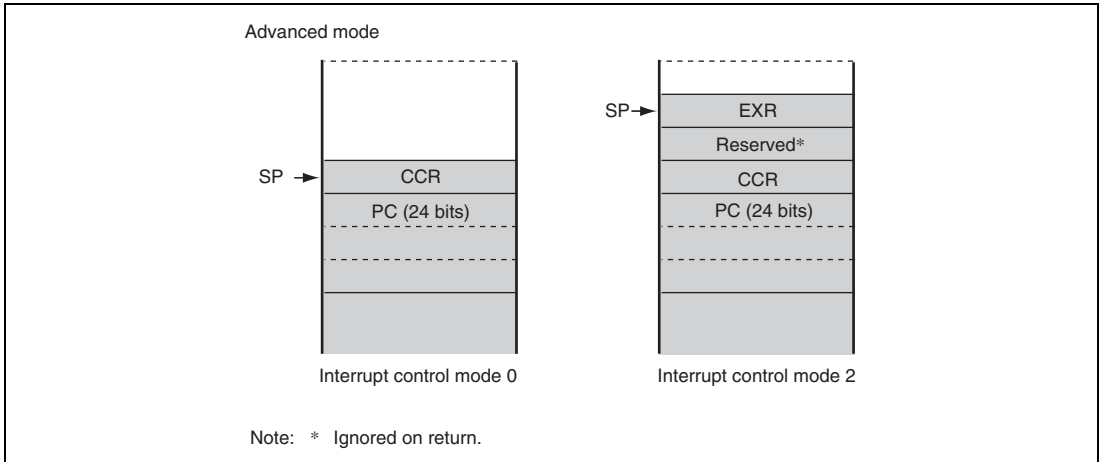 Advanced mode
SP
CCR
PC (24 bits)
Interrupt control mode 0
SP
EXR
Reserved*
CCR
PC (24 bits)
Interrupt control mode 2
Note: * Ignored on return.